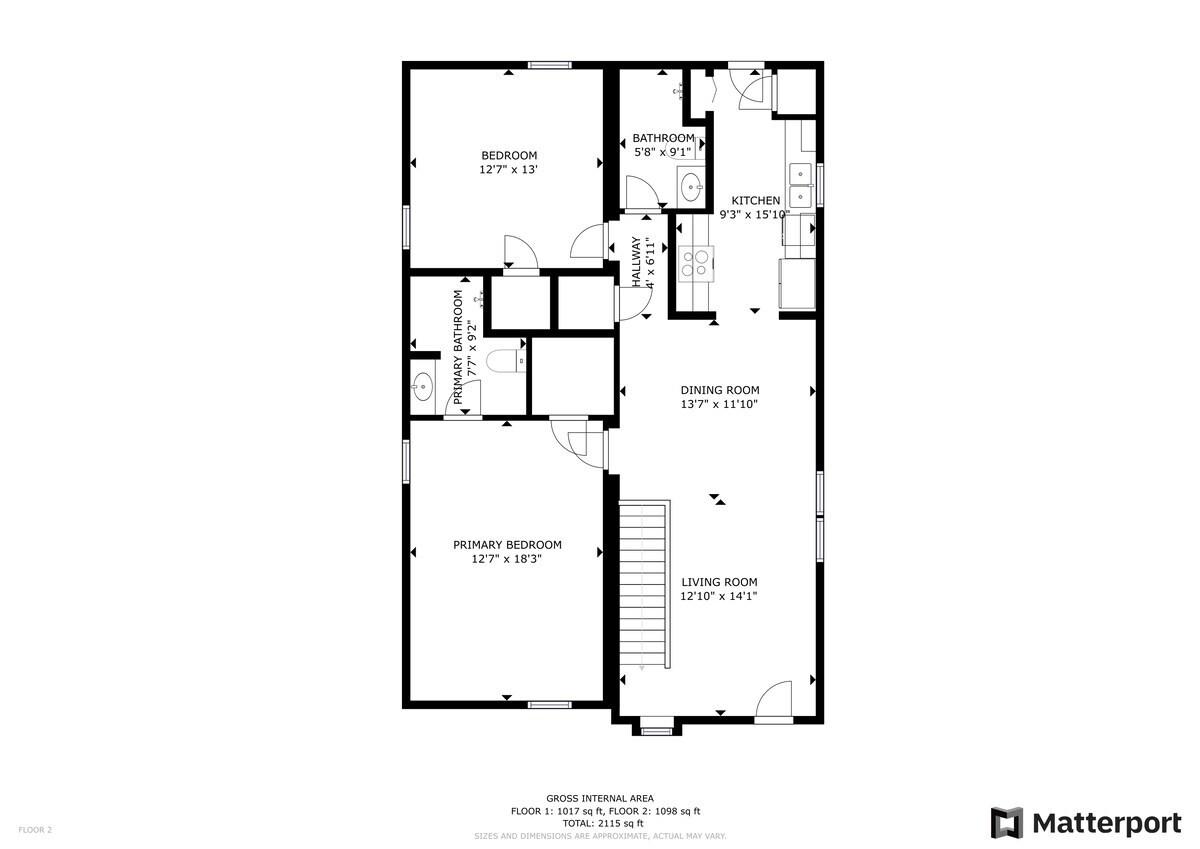 BEDROOM
12'7" x 13'
BATHROOM
5'8" x 9'1"
KITCHEN
9'3" x 15'10"
HALLWAY
4' x 6'11"
PRIMARY BATHROOM
7'7" x 9'2"
DINING ROOM
13'7" x 11'10"
PRIMARY BEDROOM
12'7" x 18'3"
LIVING ROOM
12'10" x 14'1"
GROSS INTERNAL AREA
FLOOR 1: 1017 sq ft, FLOOR 2: 1098 sq ft
TOTAL: 2115 sq ft
SIZES AND DIMENSIONS ARE APPROXIMATE, ACTUAL MAY VARY.
FLOOR 2
Matterport